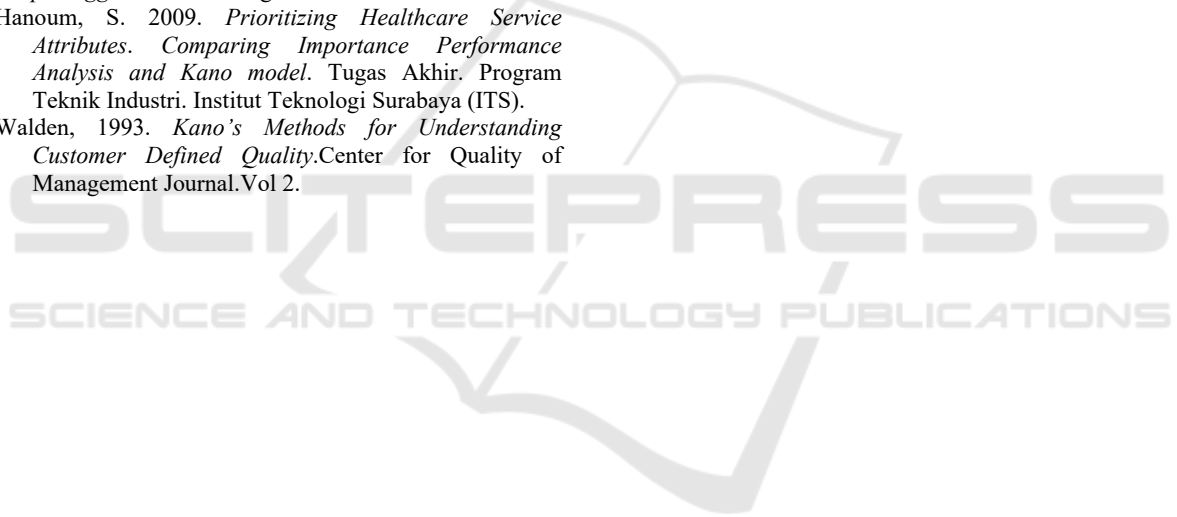 Hanoum, S. 2009. Prioritizing Healthcare Service
Attributes. Comparing Importance Performance
Analysis and Kano model. Tugas Akhir. Program
Teknik Industri. Institut Teknologi Surabaya (ITS).
Walden, 1993. Kano’s Methods for Understanding
Customer Defined Quality.Center for Quality of
Management Journal.Vol 2.
SCITEPRESS
SCIENCE AND TECHNOLOGY PUBLICATIONS